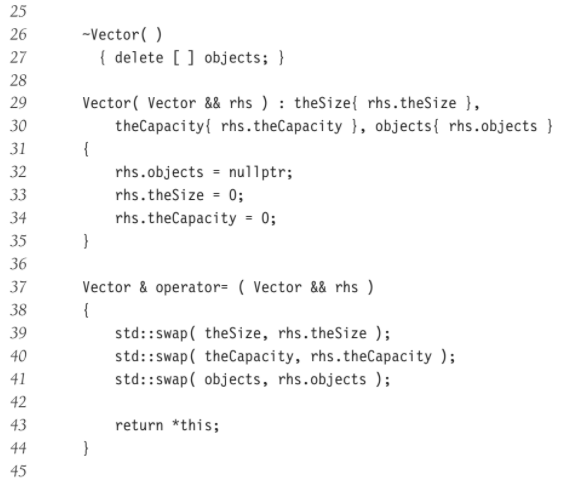 25
26 ~Vector( )
27 { delete [ ] objects; }
28
29 Vector( Vector && rhs ) : theSize{ rhs.theSize },
30 theCapacity{ rhs.theCapacity }, objects{ rhs.objects }
31 {
32 rhs.objects = nullptr;
33 rhs.theSize = 0;
34 rhs.theCapacity = 0;
35 }
36
37 Vector & operator= ( Vector && rhs )
38 {
39 std::swap( theSize, rhs.theSize );
40 std::swap( theCapacity, rhs.theCapacity );
41 std::swap( objects, rhs.objects );
42
43 return *this;
44 }
45